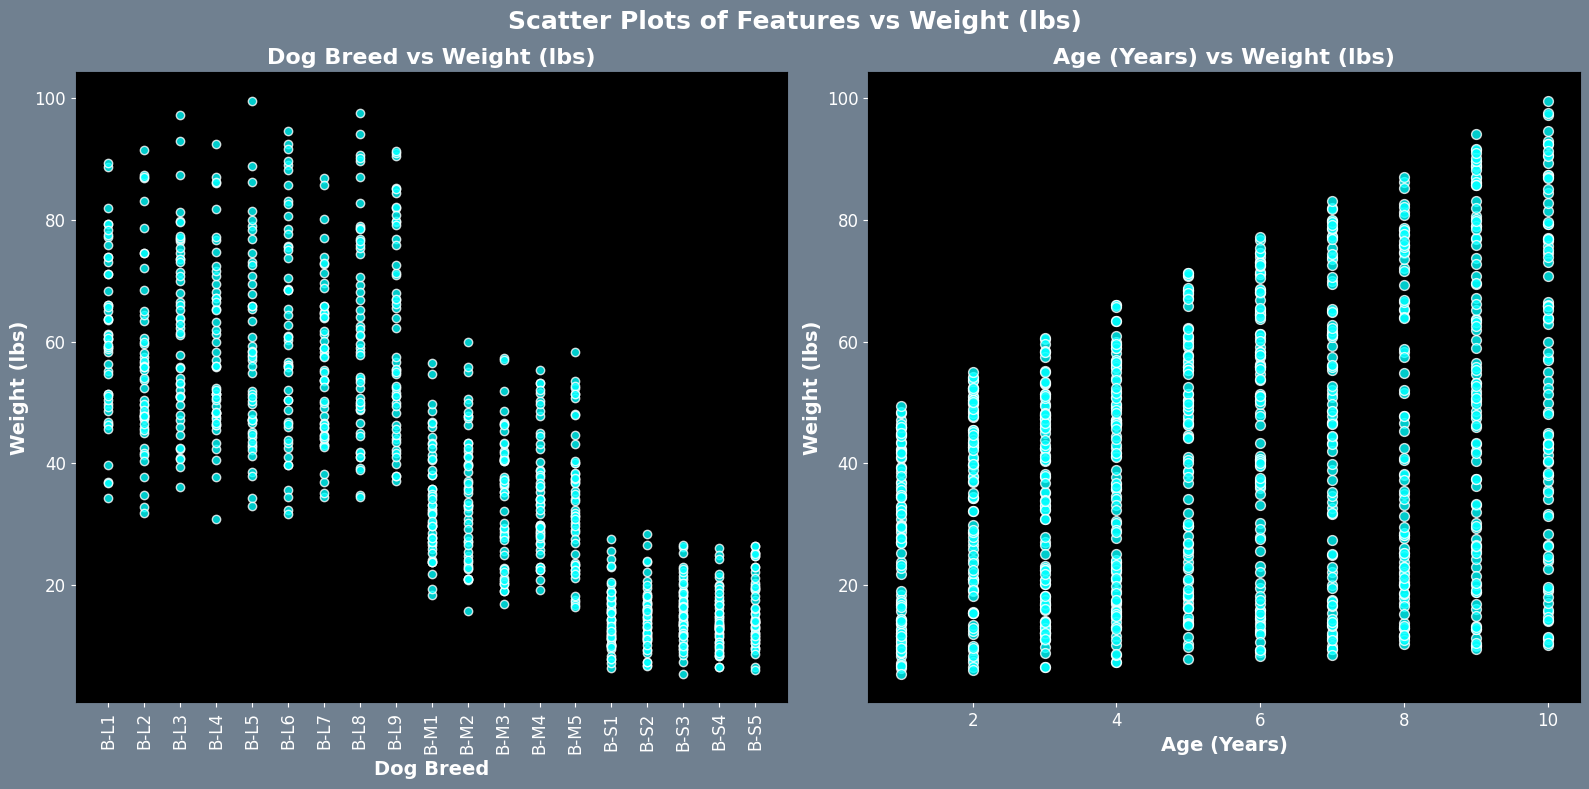 Scatter Plots of Features vs Weight (lbs)
Dog Breed vs Weight (lbs)
Weight (lbs)
100
80
60
40
20
B-L1
B-L2
B-L3
B-L4
B-L5
B-L6
B-L7
B-L8
B-L9
B-M1
B-M2
B-M3
B-M4
B-M5
B-S1
B-S2
B-S3
B-S4
B-S5
Dog Breed
Age (Years) vs Weight (lbs)
Weight (lbs)
100
80
60
40
20
2 4 6 8 10
Age (Years)